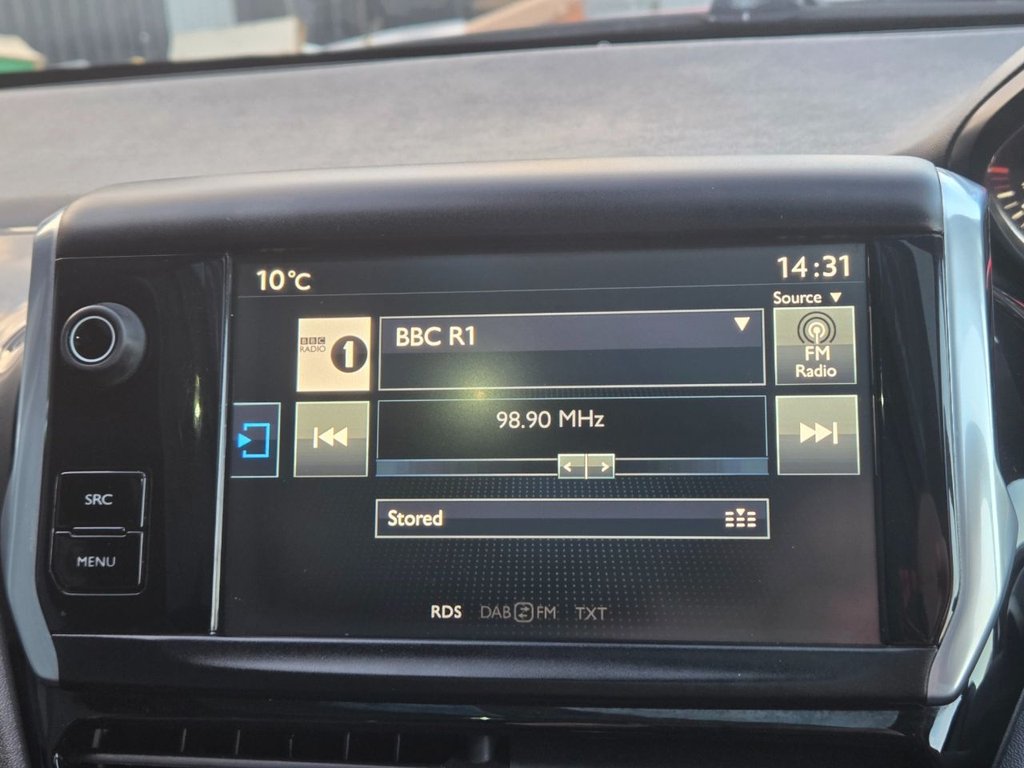 10°C
14:31
Source
BBC RADIO 1
BBC R1
FM
Radio
98.90 MHz
SRC
MENU
Stored
RDS DAB FM TXT